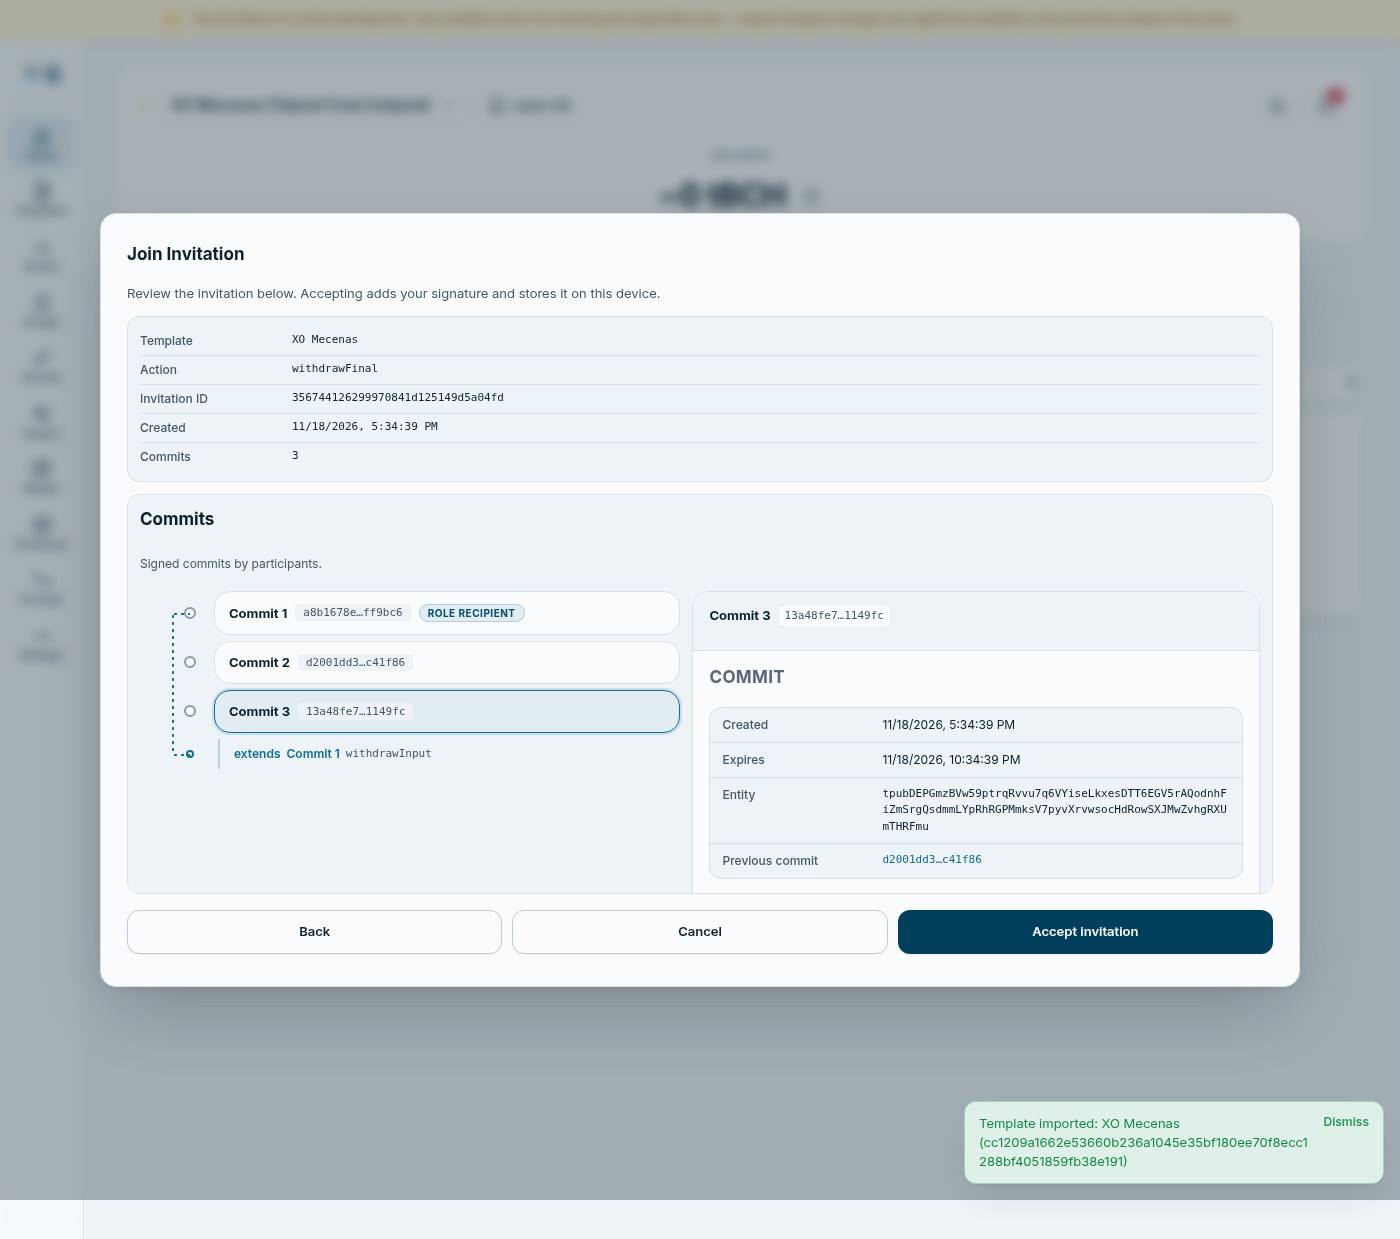 ~0 tBCH
Join Invitation
Review the invitation below. Accepting adds your signature and stores it on this device.
Template XO Mecenas
Action withdrawFinal
Invitation ID 356744126299970841d125149d5a04fd
Created 11/18/2026, 5:34:39 PM
Commits 3
Commits
Signed commits by participants.
Commit 1 a8b1678e…ff9bc6 ROLE RECIPIENT
Commit 2 d2001dd3…c41f86
Commit 3 13a48fe7…1149fc
extends Commit 1 withdrawInput
Commit 3 13a48fe7…1149fc
COMMIT
Created 11/18/2026, 5:34:39 PM
Expires 11/18/2026, 10:34:39 PM
Entity tpubDEPGmzBVw59ptrqRvvu7q6VYiseLkxesDTT6EGV5rAQodnhF
iZmSrgQsdmmLYpRhRGPMmksV7pyvXrvwsocHdRowSXJMwZvhgRXU
mTHRFmu
Previous commit d2001dd3…c41f86
Back
Cancel
Accept invitation
Template imported: XO Mecenas
(cc1209a1662e53660b236a1045e35bf180ee70f8ecc1
288bf4051859fb38e191)
Dismiss